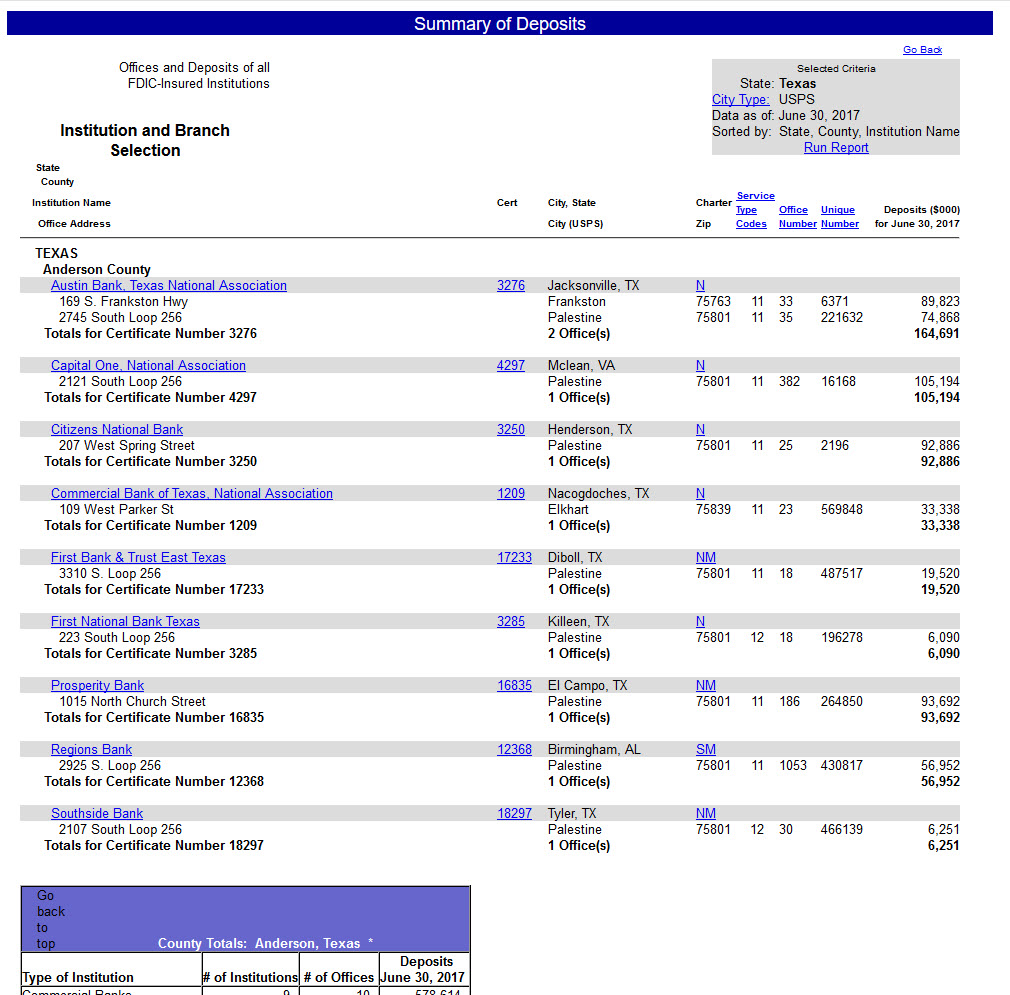 Summary of Deposits
Go Back
Offices and Deposits of all
FDIC-Insured Institutions
Selected Criteria
State: Texas
City Type: USPS
Data as of: June 30, 2017
Sorted by: State, County, Institution Name
Run Report
Institution and Branch
Selection
State
County
Institution Name Cert City, State Charter Service Type Codes Office Number Unique Number Deposits ($000)
Office Address City (USPS) Zip for June 30, 2017
TEXAS
Anderson County
Austin Bank, Texas National Association 3276 Jacksonville, TX N
169 S. Frankston Hwy Frankston 75763 11 33 6371 89,823
2745 South Loop 256 Palestine 75801 11 35 221632 74,868
Totals for Certificate Number 3276 2 Office(s) 164,691
Capital One, National Association 4297 Mclean, VA N
2121 South Loop 256 Palestine 75801 11 382 16168 105,194
Totals for Certificate Number 4297 1 Office(s) 105,194
Citizens National Bank 3250 Henderson, TX N
207 West Spring Street Palestine 75801 11 25 2196 92,886
Totals for Certificate Number 3250 1 Office(s) 92,886
Commercial Bank of Texas, National Association 1209 Nacogdoches, TX N
109 West Parker St Elkhart 75839 11 23 569848 33,338
Totals for Certificate Number 1209 1 Office(s) 33,338
First Bank & Trust East Texas 17233 Diboll, TX NM
3310 S. Loop 256 Palestine 75801 11 18 487517 19,520
Totals for Certificate Number 17233 1 Office(s) 19,520
First National Bank Texas 3285 Killeen, TX N
223 South Loop 256 Palestine 75801 12 18 196278 6,090
Totals for Certificate Number 3285 1 Office(s) 6,090
Prosperity Bank 16835 El Campo, TX NM
1015 North Church Street Palestine 75801 11 186 264850 93,692
Totals for Certificate Number 16835 1 Office(s) 93,692
Regions Bank 12368 Birmingham, AL SM
2925 S. Loop 256 Palestine 75801 11 1053 430817 56,952
Totals for Certificate Number 12368 1 Office(s) 56,952
Southside Bank 18297 Tyler, TX NM
2107 South Loop 256 Palestine 75801 12 30 466139 6,251
Totals for Certificate Number 18297 1 Office(s) 6,251
Go
back
to
top
County Totals: Anderson, Texas *
Deposits
Type of Institution # of Institutions # of Offices June 30, 2017
Commercial Banks 9 10 578,614